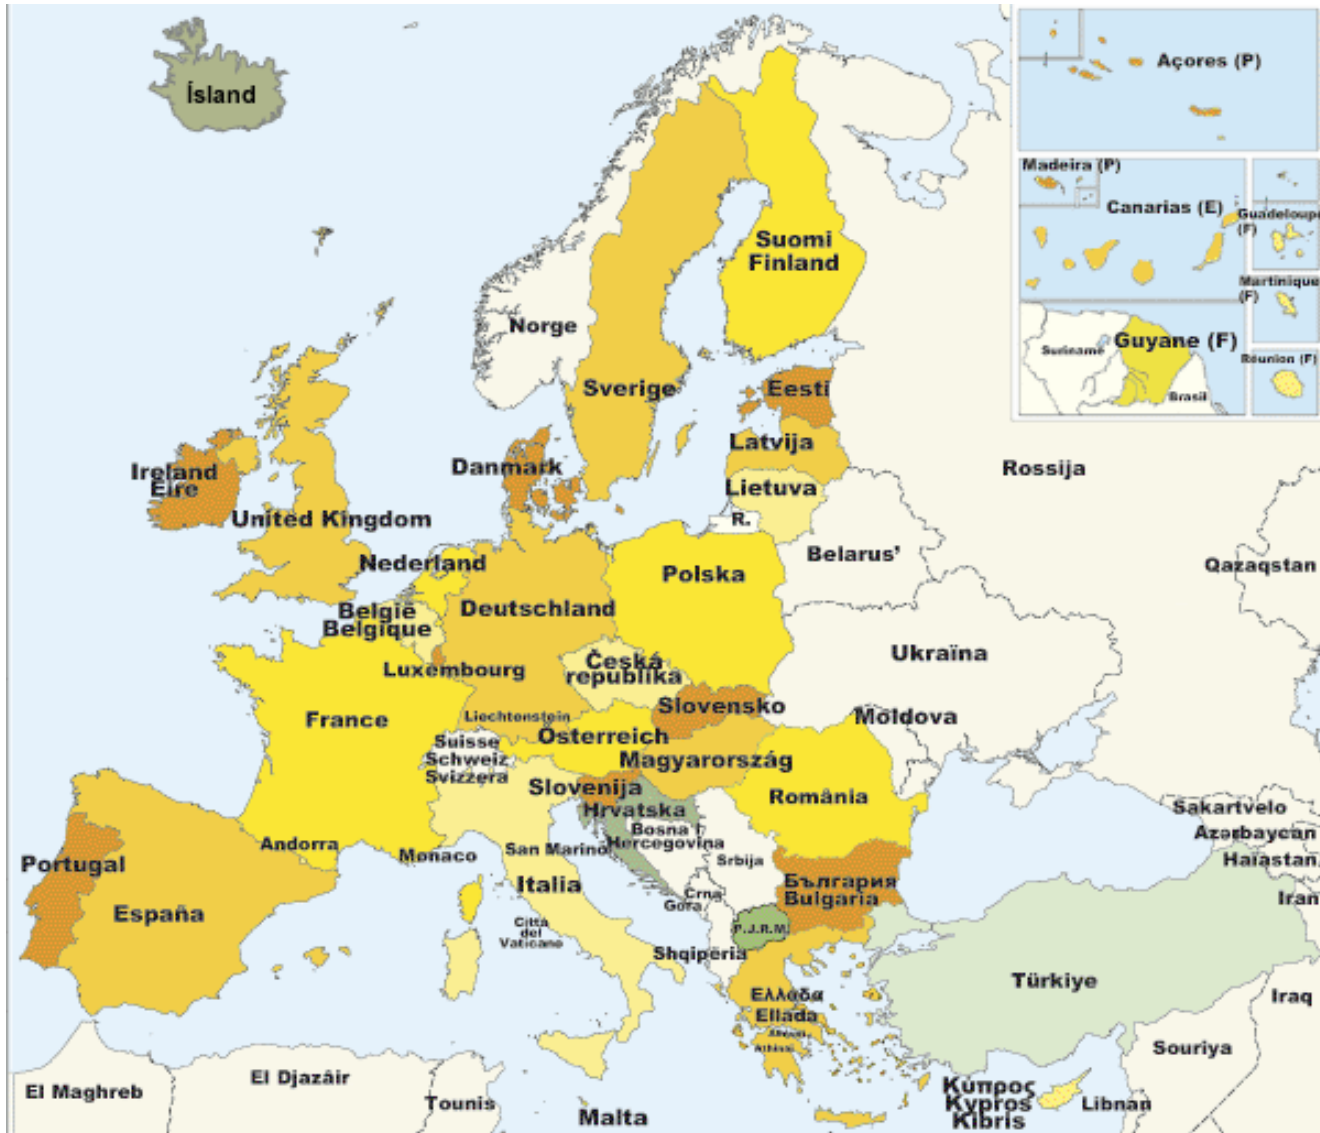 Ísland
Açores (P)
Madeira (P)
Canarias (E)
Guadeloupe
(F)
Martinique
(F)
Guyane (F)
Suriname
Brasil
Réunion (F)
Suomi
Finland
Norge
Sverige
Eesti
Latvija
Lietuva
R.
Rossija
Danmark
Ireland
Eire
United Kingdom
Nederland
België
Belgique
Deutschland
Polska
Belarus’
Qazaqstan
Luxembourg
Česká
republika
Ukraïna
France
Liechtenstein
Slovensko
Moldova
Österreich
Suisse
Schweiz
Svizzera
Magyarország
Slovenija
Hrvatska
România
Bosna i
Hercegovina
Sakartvelo
Azərbaycan
Haïastan
Iran
Andorra
Monaco
San Marino
Srbija
Portugal
España
Italia
Crna
Gora
България
Bulgaria
Città
del
Vaticano
P.J.R.M.
Shqipëria
Türkiye
Iraq
Ελλαδα
Ellada
Athinai
Souriya
El Maghreb
El Djazâir
Tounis
Malta
Κύπρος
Kypros
Kibris
Libnan